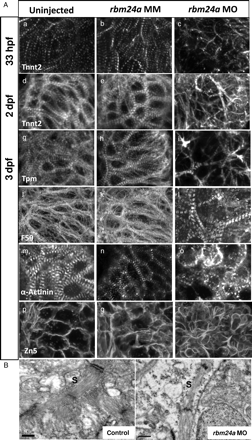 A
Uninjected
rbm24a MM
rbm24a MO
33 hpf
2 dpf
3 dpf
a
b
c
Tnnt2
d
e
f
Tnnt2
g
h
Tpm
F59
m
n
o
α-Actinin
p
q
Zn5
B
S
Control
S
rbm24a MO